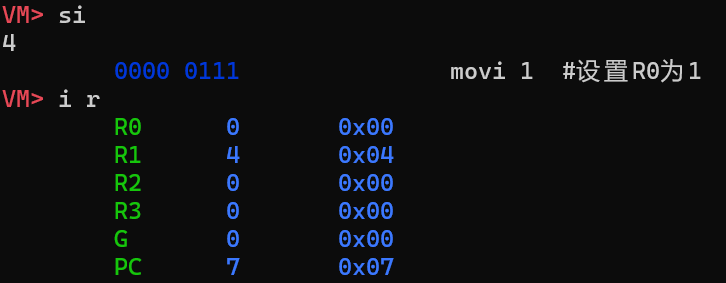 VM> si
4
0000 0111 movi 1 #设置R0为1
VM> i r
R0 0 0x00
R1 4 0x04
R2 0 0x00
R3 0 0x00
G 0 0x00
PC 7 0x07